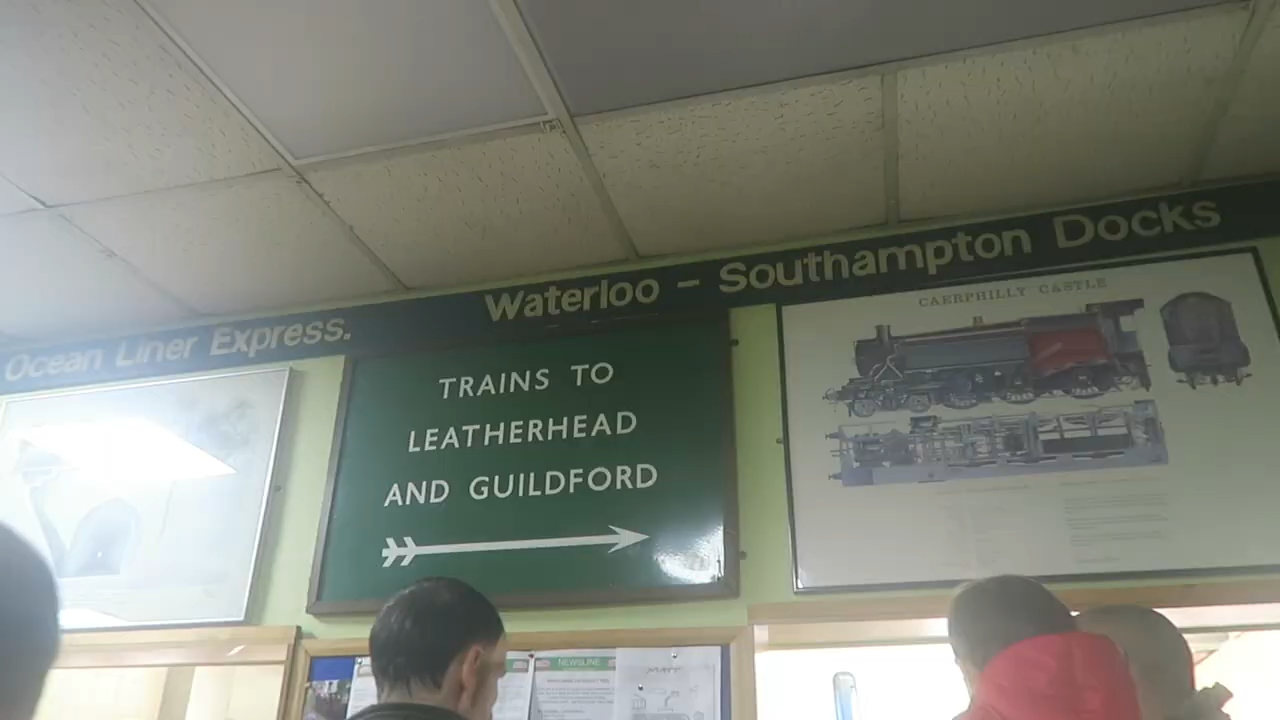 Ocean Liner Express.
Waterloo - Southampton Docks
TRAINS TO
LEATHERHEAD
AND GUILDFORD
CAERPHILLY CASTLE
NEWSLINE